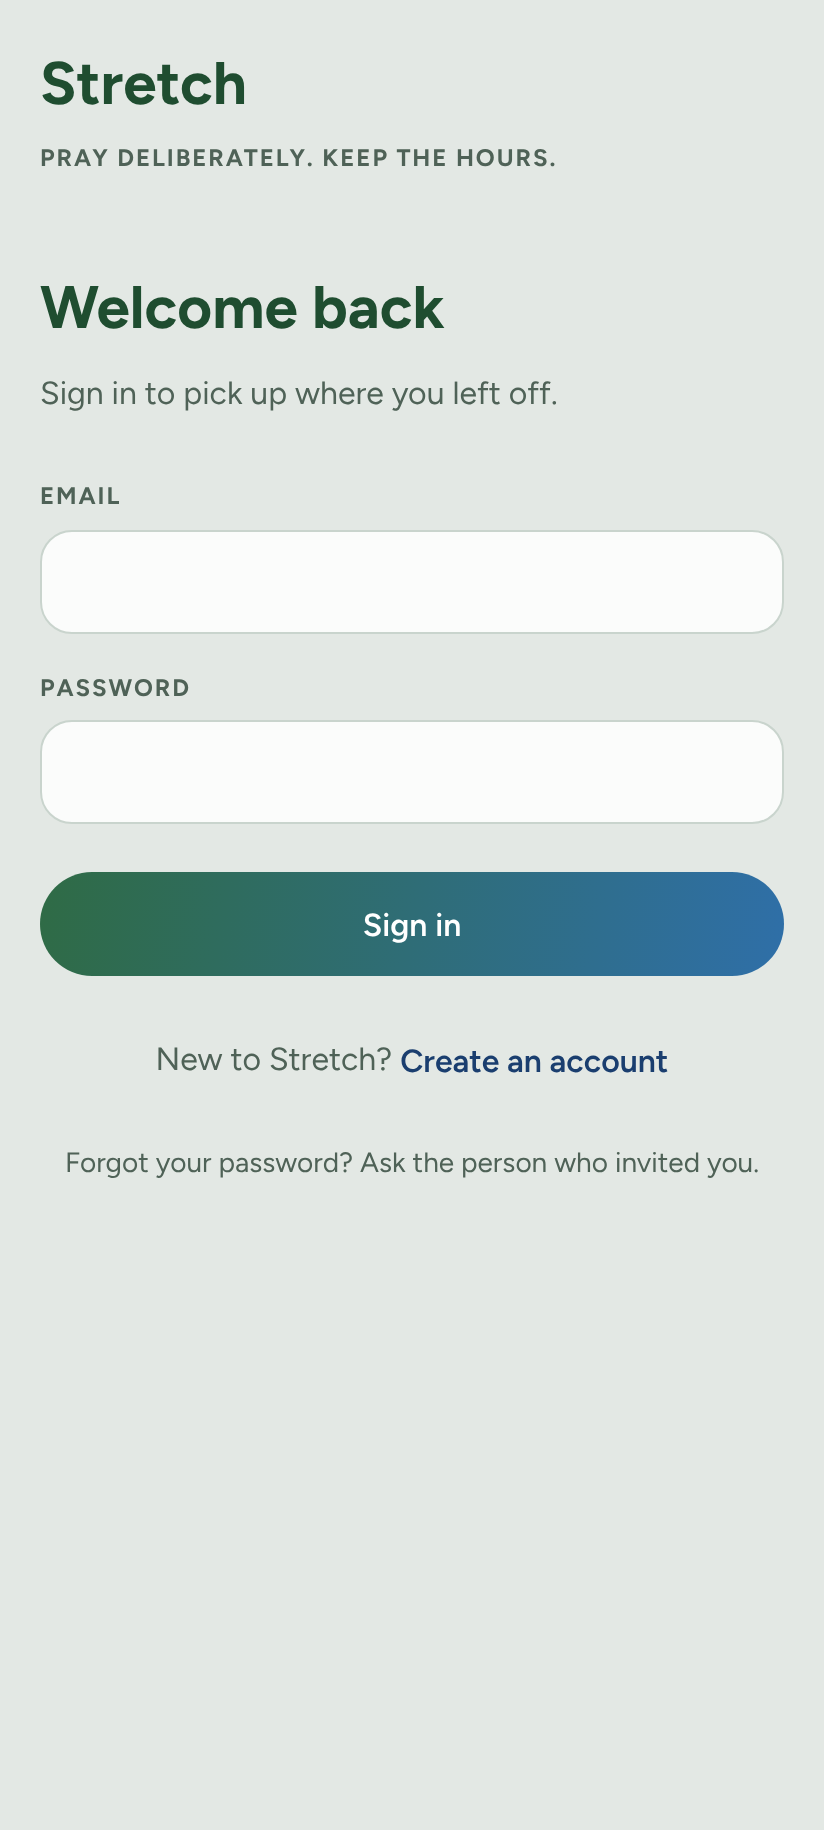 Stretch
PRAY DELIBERATELY. KEEP THE HOURS.
Welcome back
Sign in to pick up where you left off.
EMAIL
PASSWORD
Sign in
New to Stretch? Create an account
Forgot your password? Ask the person who invited you.